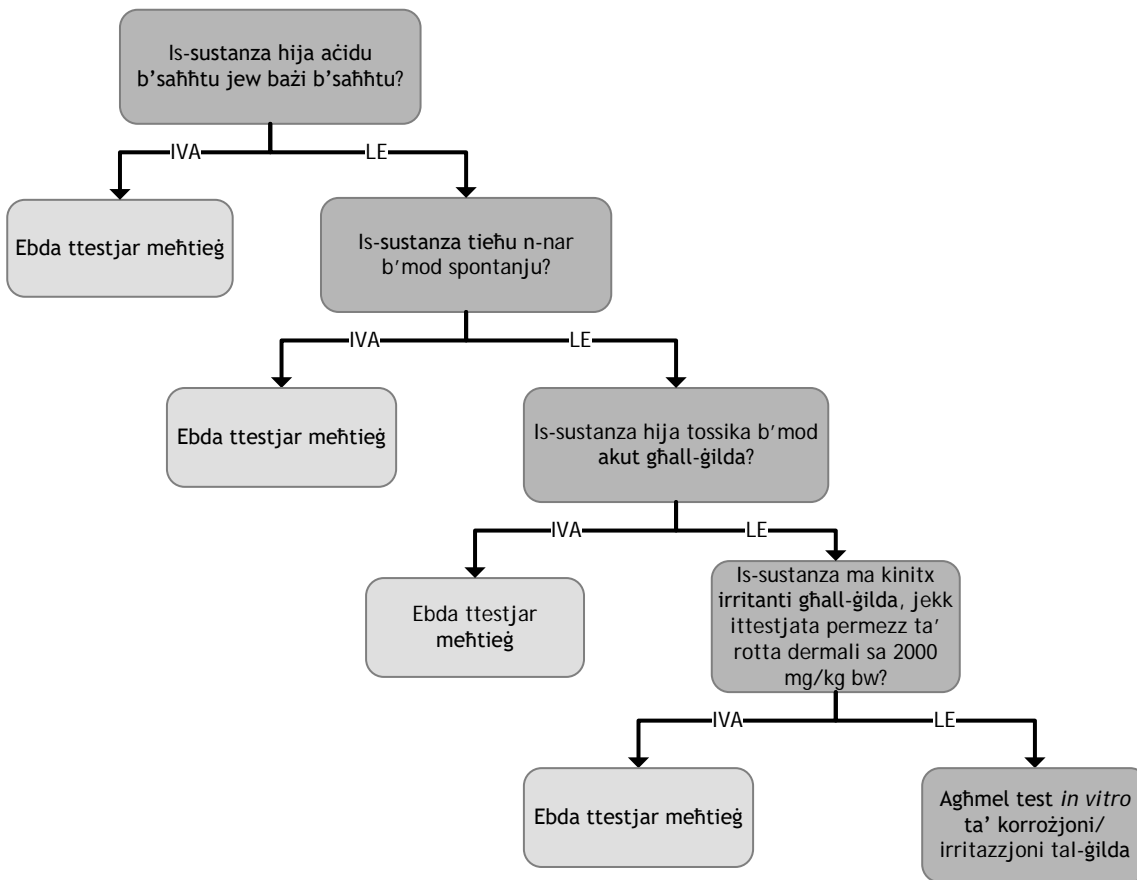 Is-sustanza hija aċidu
b’saħħtu jew bażi b’saħħtu?
IVA
LE
Ebda ttestjar meħtieġ
Is-sustanza tieħu n-nar
b’mod spontanju?
IVA
LE
Ebda ttestjar meħtieġ
Is-sustanza hija tossika b’mod
akut għall-ġilda?
IVA
LE
Ebda ttestjar
meħtieġ
Is-sustanza ma kinitx
irritanti għall-ġilda, jekk
ittestjata permezz ta’
rotta dermali sa 2000
mg/kg bw?
IVA
LE
Ebda ttestjar meħtieġ
Agħmel test in vitro
ta’ korrożjoni/
irritazzjoni tal-ġilda